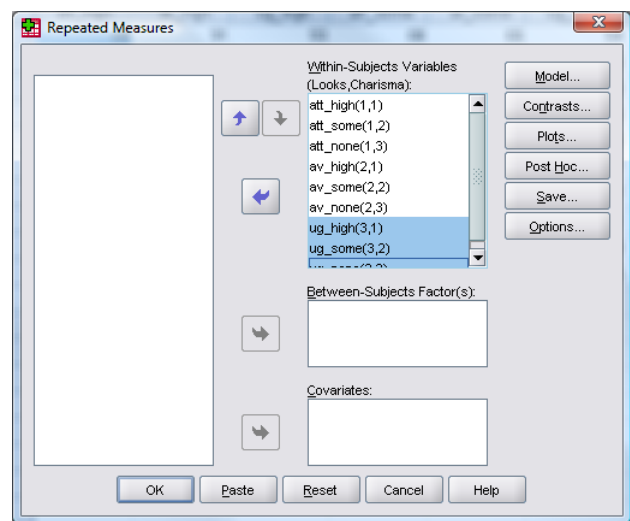 Repeated Measures
Within-Subjects Variables
(Looks,Charisma):
att_high(1,1)
att_some(1,2)
att_none(1,3)
av_high(2,1)
av_some(2,2)
av_none(2,3)
ug_high(3,1)
ug_some(3,2)
Between-Subjects Factor(s):
Covariates:
Model...
Contrasts...
Plots...
Post Hoc...
Save...
Options...
OK
Paste
Reset
Cancel
Help